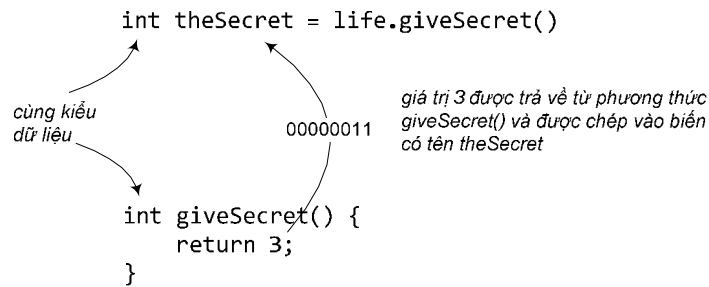 int theSecret = life.giveSecret()
cùng kiểu
dữ liệu
00000011
giá trị 3 được trả về từ phương thức
giveSecret() và được chép vào biến
có tên theSecret
int giveSecret() {
return 3;
}